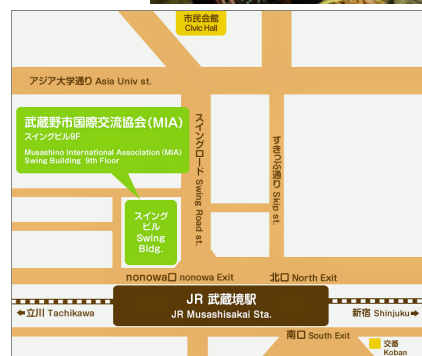 市民会館
Civic Hall
アジア大学通り Asia Univ st.
武蔵野市国際交流協会(MIA)
スイングビル9F
Musashino International Association (MIA)
Swing Building 9th Floor
スイングロード Swing Road st.
すきっぷ通り Skip st.
スイング
ビル
Swing
Bldg.
nonowa口 nonowa Exit
北口 North Exit
JR 武蔵境駅
JR Musashisakai Sta.
←立川 Tachikawa
新宿 Shinjuku➡
南口 South Exit
交番
Koban